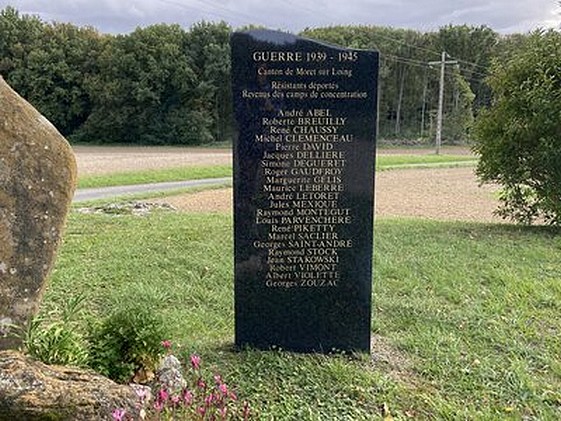 GUERRE 1939 - 1945
Canton de Moret sur Loing
Résistants déportés
Revenus des camps de concentration
André ABEL
Roberte BREUILLY
René CHAUSSY
Michel CLEMENCEAU
Pierre DAVID
Jacques DELLIERE
Simone DEGUERET
Roger GAUDFROY
Marguerite GELIS
Maurice LEBERRE
André LETORET
Jules MEXIQUE
Raymond MONTEGUT
Louis PARVENCHERE
René PIKETTY
Marcel SACLIER
Georges SAINT-ANDRÉ
Raymond STOCK
Jean STAKOWSKI
Robert VIMONT
Albert VIOLETTE
Georges ZOUZAC